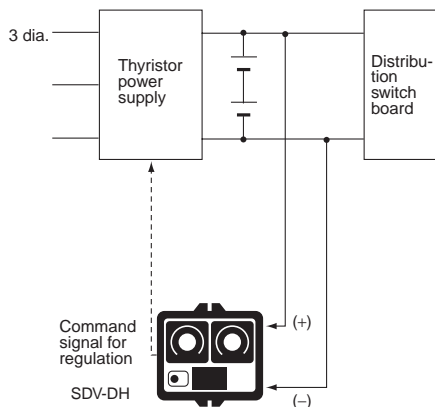 3 dia.
Thyristor
power
supply
Distribu-
tion
switch
board
Command
signal for
regulation
(+)
SDV-DH
(−)